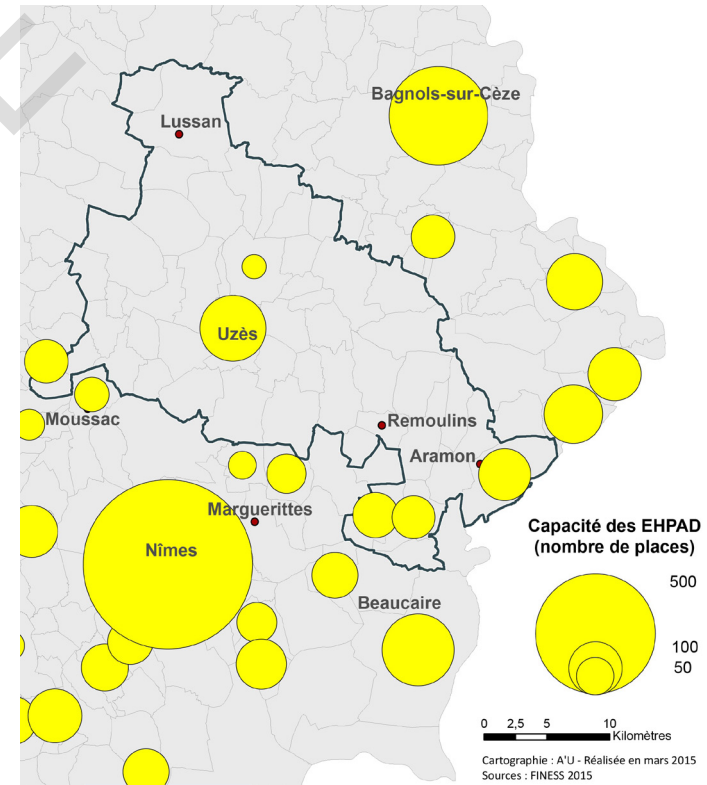 Bagnols-sur-Cèze
Lussan
Uzès
Moussac
Remoulins
Aramon
Marguerittes
Nîmes
Beaucaire
Capacité des EHPAD
(nombre de places)
500
100
50
0 2,5 5 10
Kilomètres
Cartographie : A'U - Réalisée en mars 2015
Sources : FINESS 2015